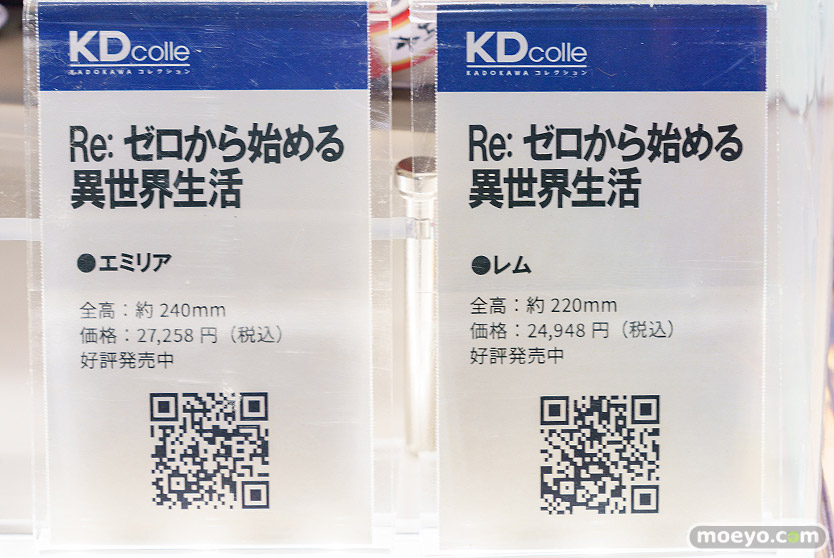 KDcolle
KADOKAWA コレクション
Re: ゼロから始める
異世界生活
●エミリア
全高：約 240mm
価格：27,258 円（税込）
好評発売中
KDcolle
KADOKAWA コレクション
Re: ゼロから始める
異世界生活
●レム
全高：約 220mm
価格：24,948 円（税込）
好評発売中
moeyo.com